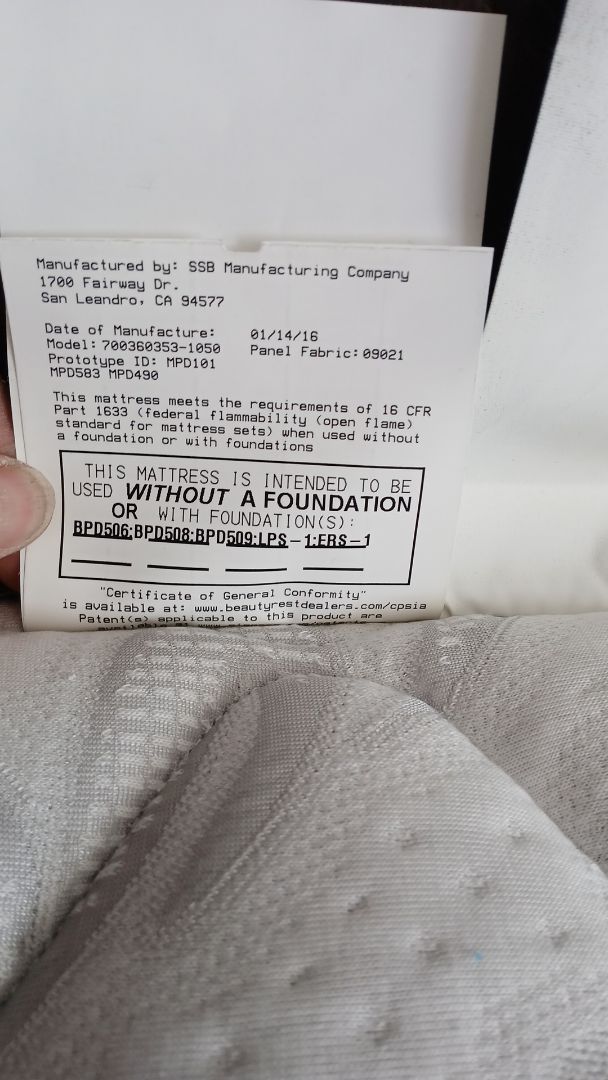 Manufactured by: SSB Manufacturing Company
1700 Fairway Dr.
San Leandro, CA 94577
Date of Manufacture: 01/14/16
Model: 700360353-1050 Panel Fabric: 09021
Prototype ID: MPD101
MPD583 MPD490
This mattress meets the requirements of 16 CFR
Part 1633 (federal flammability (open flame)
standard for mattress sets) when used without
a foundation or with foundations
THIS MATTRESS IS INTENDED TO BE
USED WITHOUT A FOUNDATION
OR WITH FOUNDATION(S):
BPD506;BPD508;BPD509;LPS-1;ERS-1
"Certificate of General Conformity"
is available at: www.beautyrestdealers.com/cpsia
Patent(s) applicable to this product are
available at www.